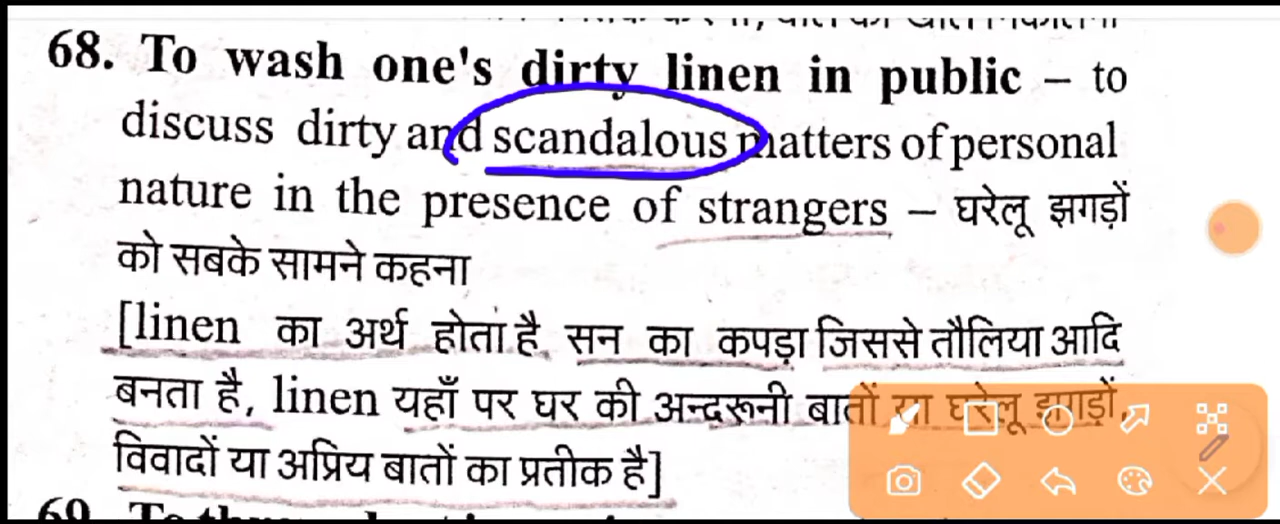 68. To wash one's dirty linen in public – to
discuss dirty and scandalous matters of personal
nature in the presence of strangers – घरेलू झगड़ों
को सबके सामने कहना
[linen का अर्थ होता है सन का कपड़ा जिससे तौलिया आदि
बनता है, linen यहाँ पर घर की अन्दरूनी बातों या घरेलू झगड़ों,
विवादों या अप्रिय बातों का प्रतीक है]
69. To